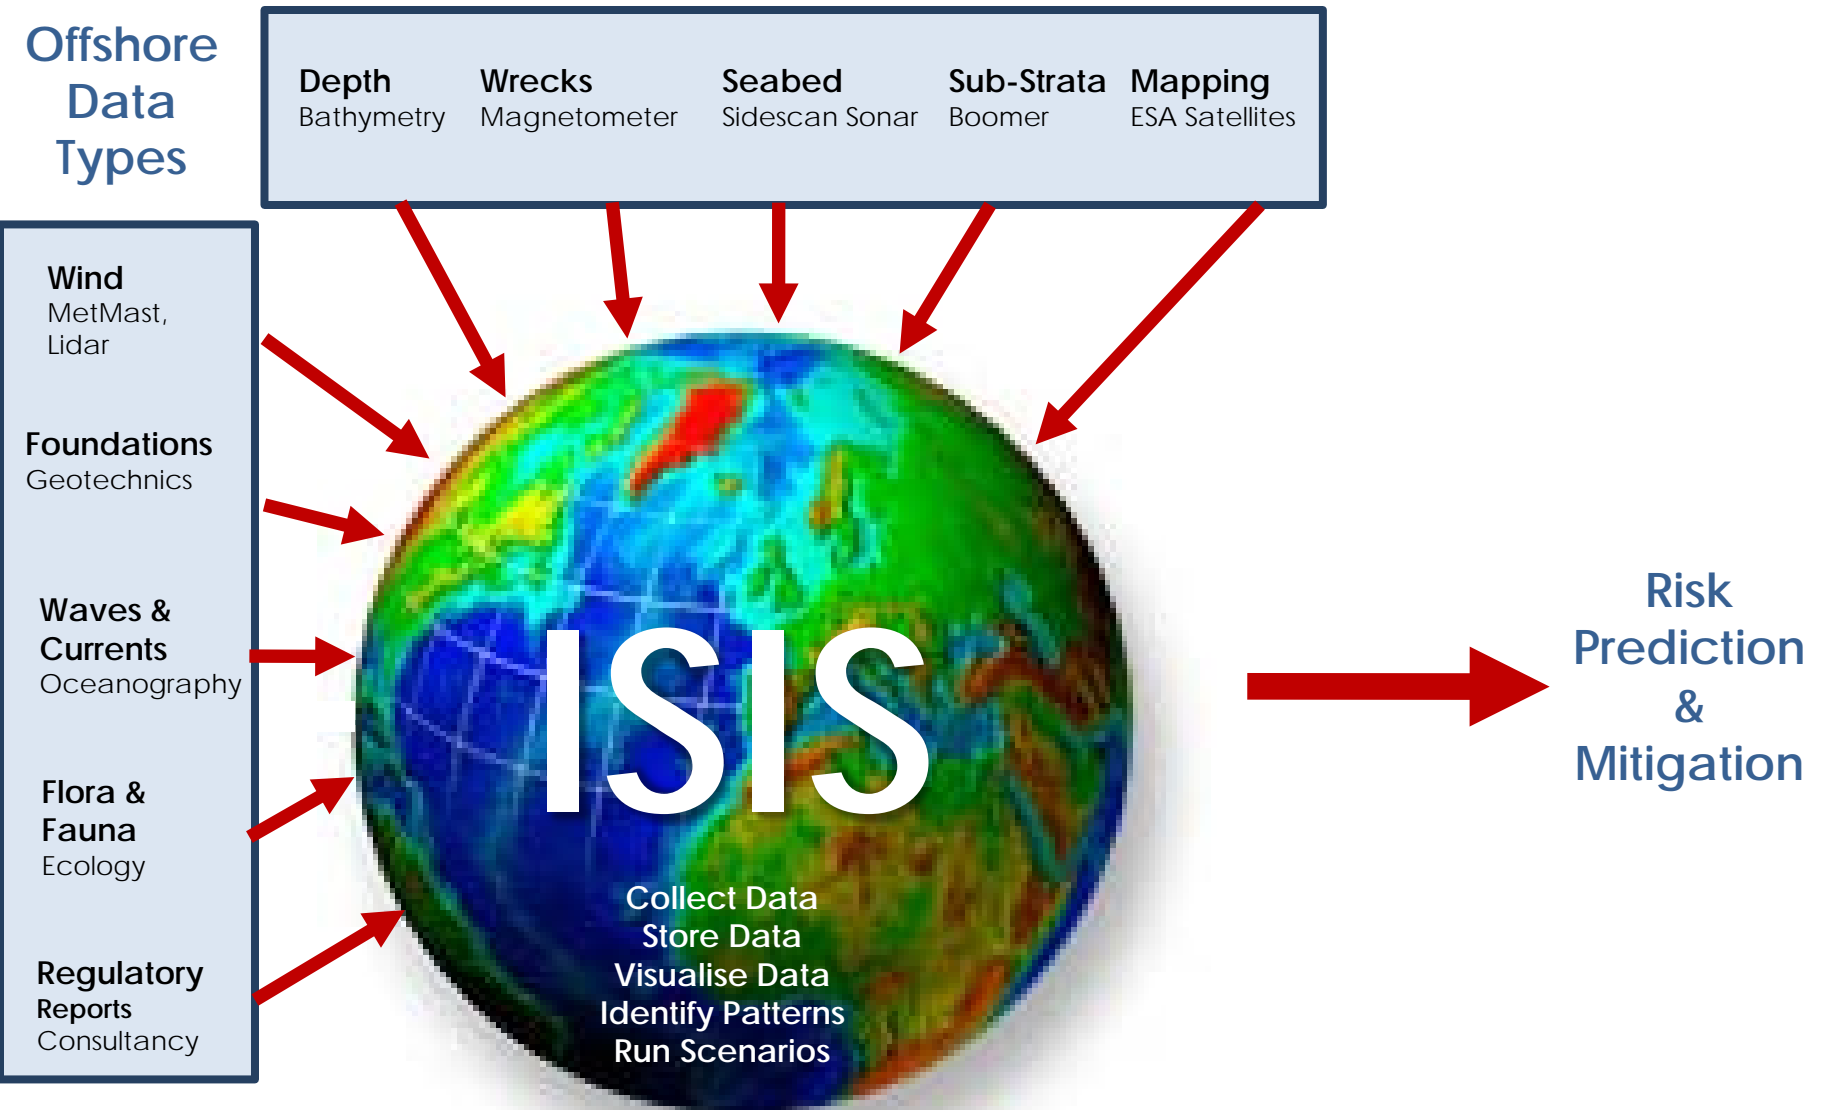 Offshore
Data
Types
Depth
Bathymetry
Wrecks
Magnetometer
Seabed
Sidescan Sonar
Sub-Strata
Boomer
Mapping
ESA Satellites
Wind
MetMast,
Lidar
Foundations
Geotechnics
Waves &
Currents
Oceanography
Flora &
Fauna
Ecology
Regulatory
Reports
Consultancy
ISIS
Collect Data
Store Data
Visualise Data
Identify Patterns
Run Scenarios
Risk
Prediction
&
Mitigation